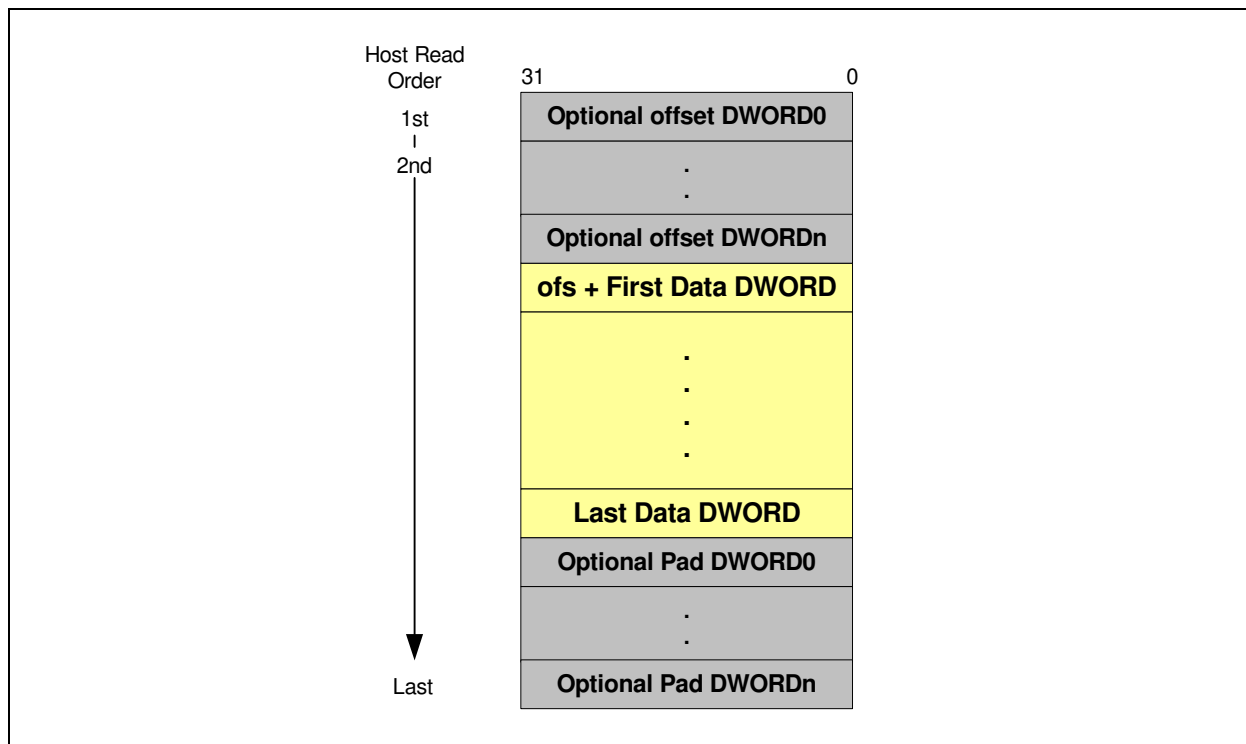 Host Read
Order
31 0
1st
2nd
Last
Optional offset DWORD0
.
.
Optional offset DWORDn
ofs + First Data DWORD
.
.
.
.
Last Data DWORD
Optional Pad DWORD0
.
.
Optional Pad DWORDn